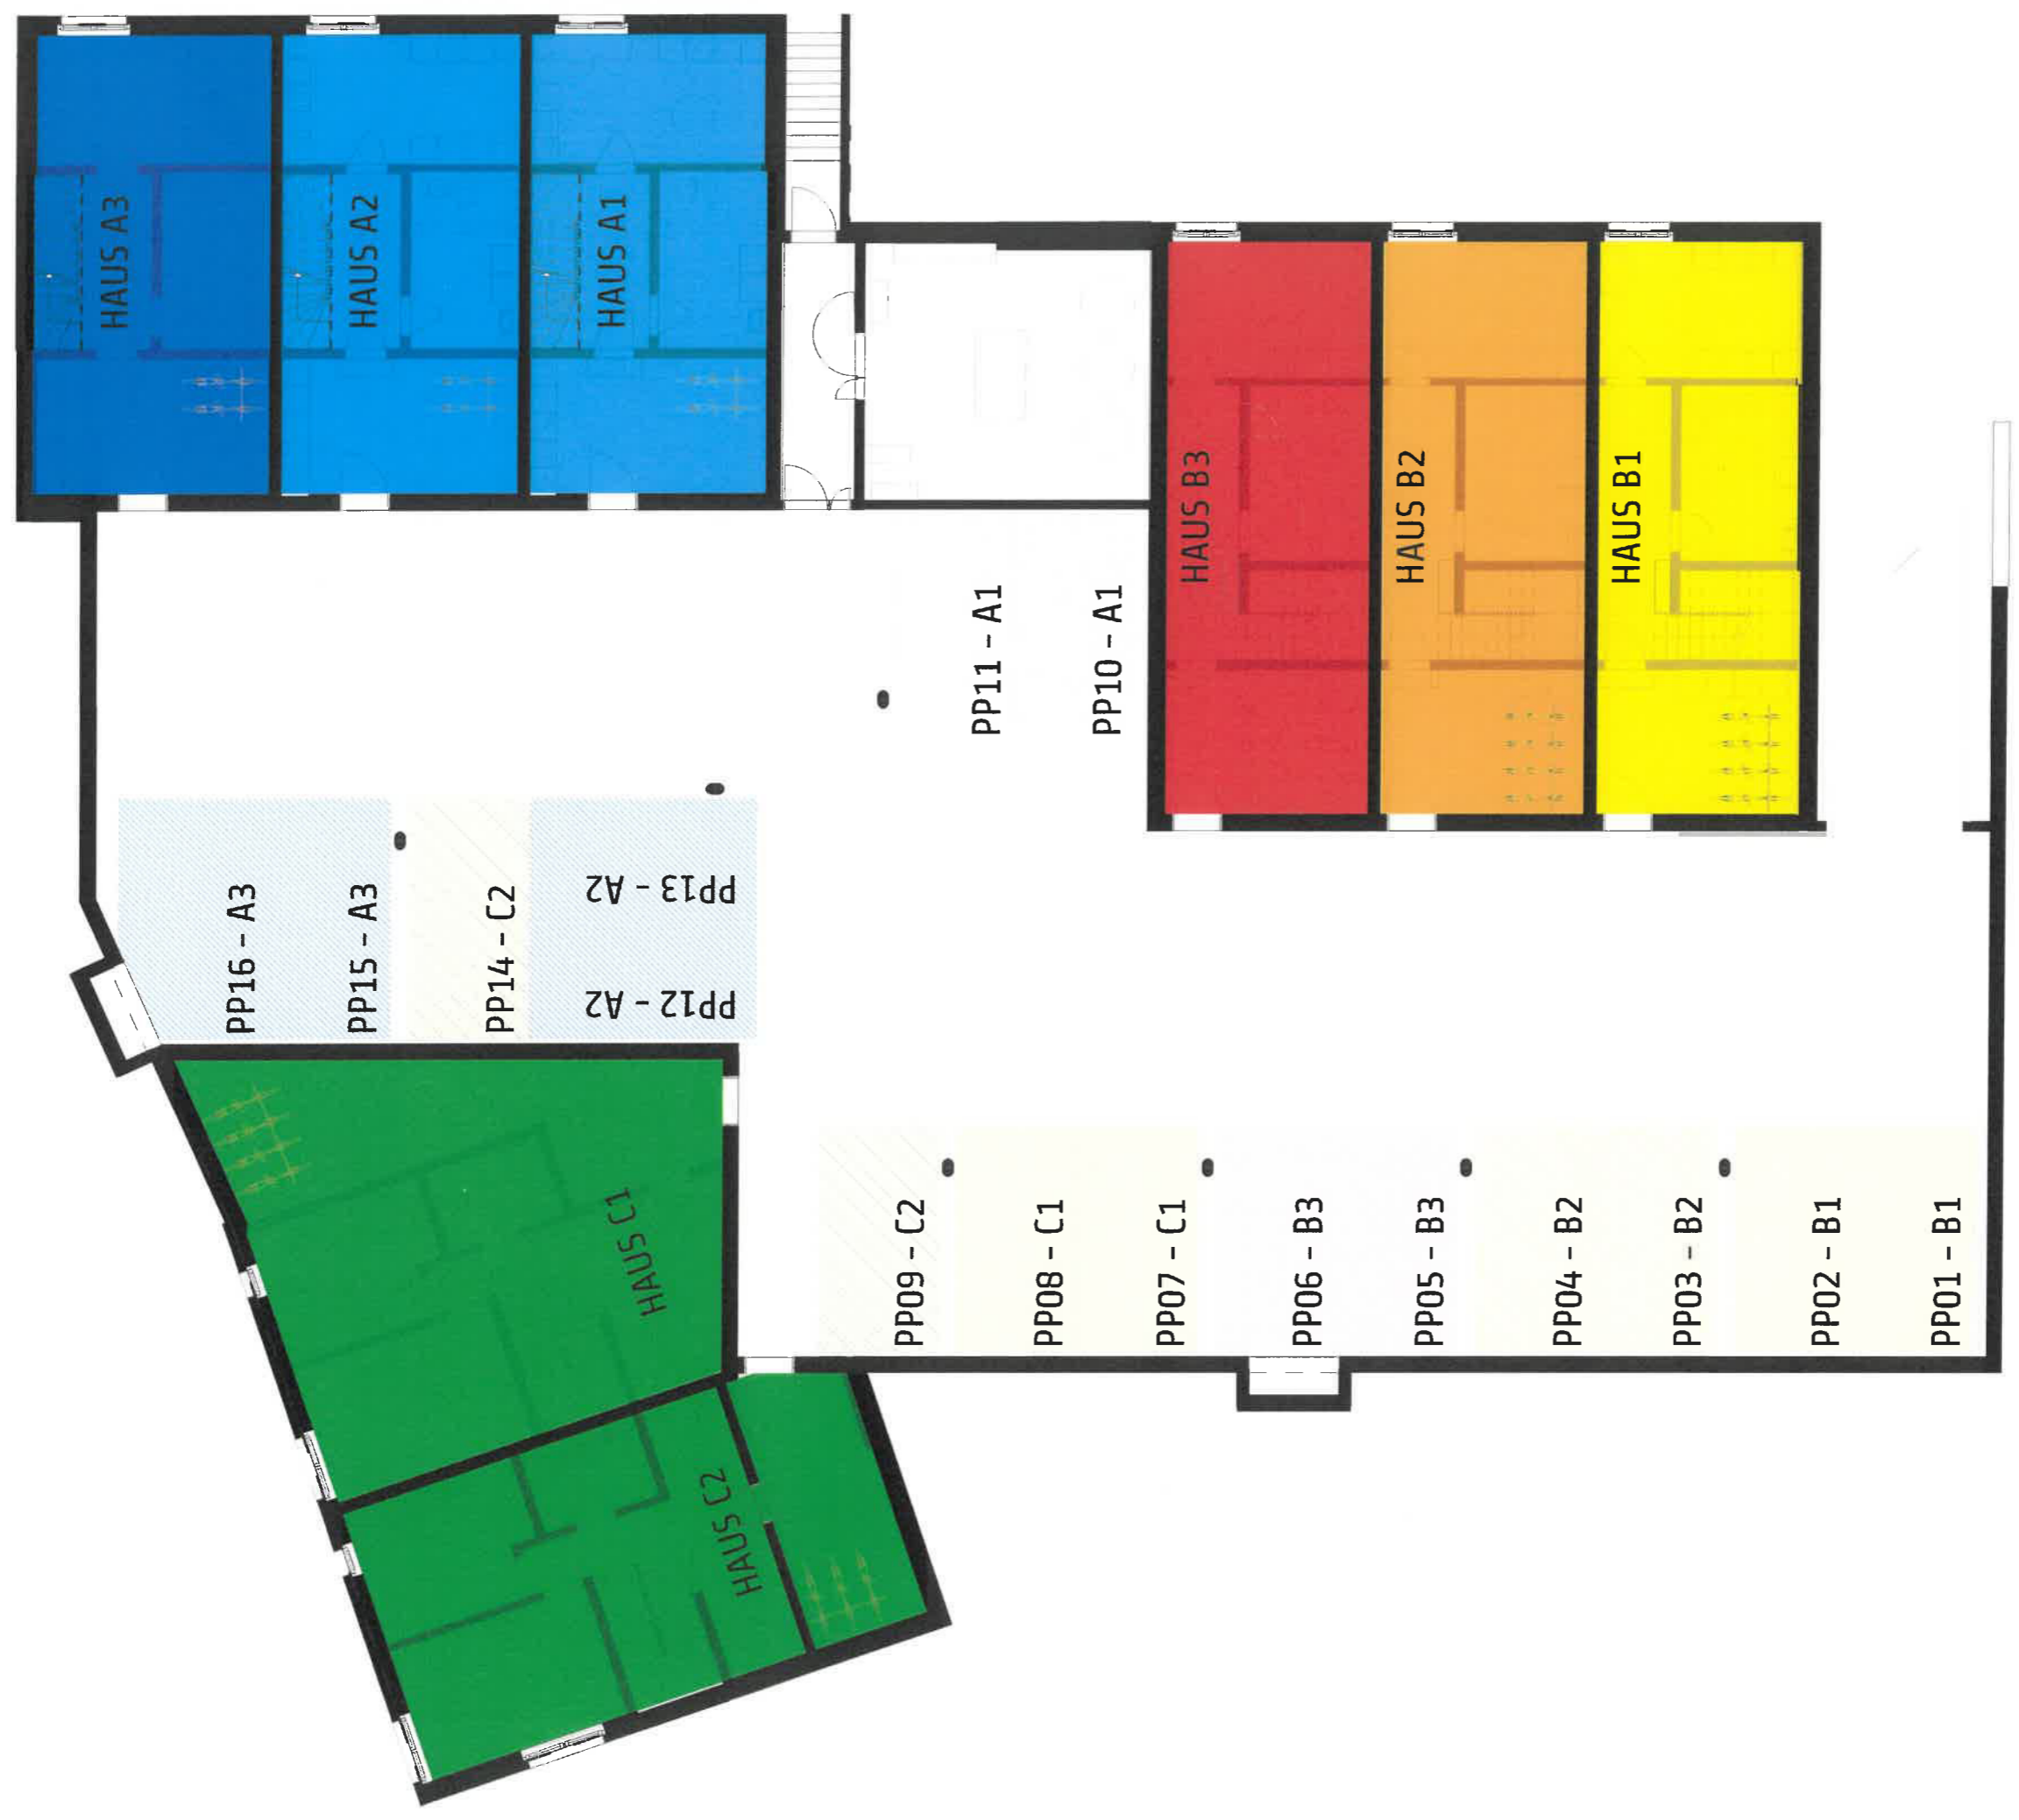 HAUS A3
HAUS A2
HAUS A1
HAUS B3
HAUS B2
HAUS B1
PP11 - A1
PP10 - A1
PP16 - A3
PP15 - A3
PP14 - C2
PP13 - A2
PP12 - A2
HAUS C1
HAUS C2
PP09 - C2
PP08 - C1
PP07 - C1
PP06 - B3
PP05 - B3
PP04 - B2
PP03 - B2
PP02 - B1
PP01 - B1